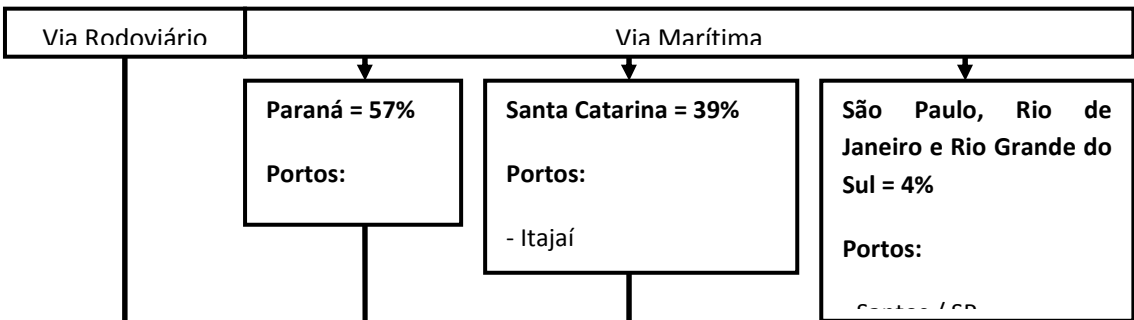 Via Rodoviário
Via Marítima
Paraná = 57%
Portos:
Santa Catarina = 39%
Portos:
- Itajaí
São Paulo, Rio de
Janeiro e Rio Grande do
Sul = 4%
Portos: